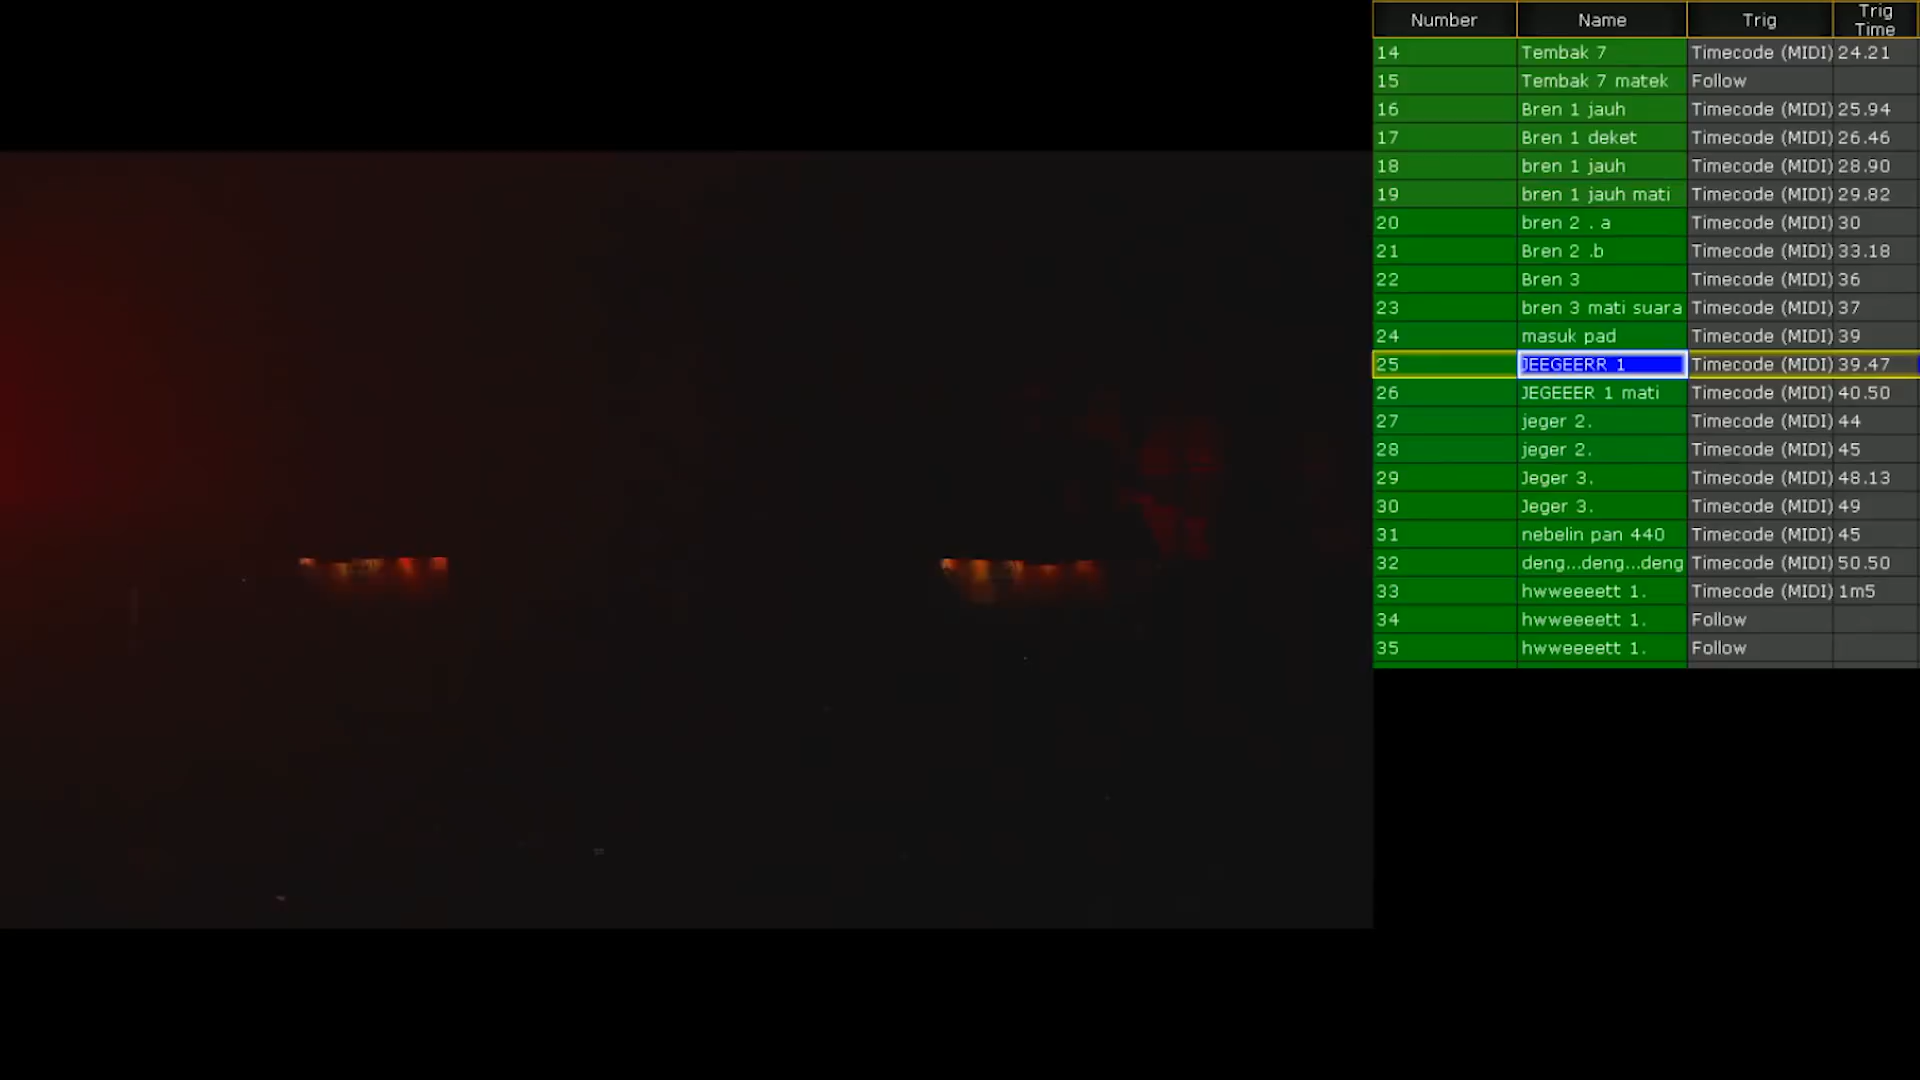 Number Name Trig Trig Time
14 Tembak 7 Timecode (MIDI) 24.21
15 Tembak 7 matek Follow
16 Bren 1 jauh Timecode (MIDI) 25.94
17 Bren 1 deket Timecode (MIDI) 26.46
18 bren 1 jauh Timecode (MIDI) 28.90
19 bren 1 jauh mati Timecode (MIDI) 29.82
20 bren 2 . a Timecode (MIDI) 30
21 Bren 2 .b Timecode (MIDI) 33.18
22 Bren 3 Timecode (MIDI) 36
23 bren 3 mati suara Timecode (MIDI) 37
24 masuk pad Timecode (MIDI) 39
25 JEEGEERR 1 Timecode (MIDI) 39.47
26 JEGEEER 1 mati Timecode (MIDI) 40.50
27 jeger 2. Timecode (MIDI) 44
28 jeger 2. Timecode (MIDI) 45
29 Jeger 3. Timecode (MIDI) 48.13
30 Jeger 3. Timecode (MIDI) 49
31 nebelin pan 440 Timecode (MIDI) 45
32 deng...deng...deng Timecode (MIDI) 50.50
33 hwweeeett 1. Timecode (MIDI) 1m5
34 hwweeeett 1. Follow
35 hwweeeett 1. Follow